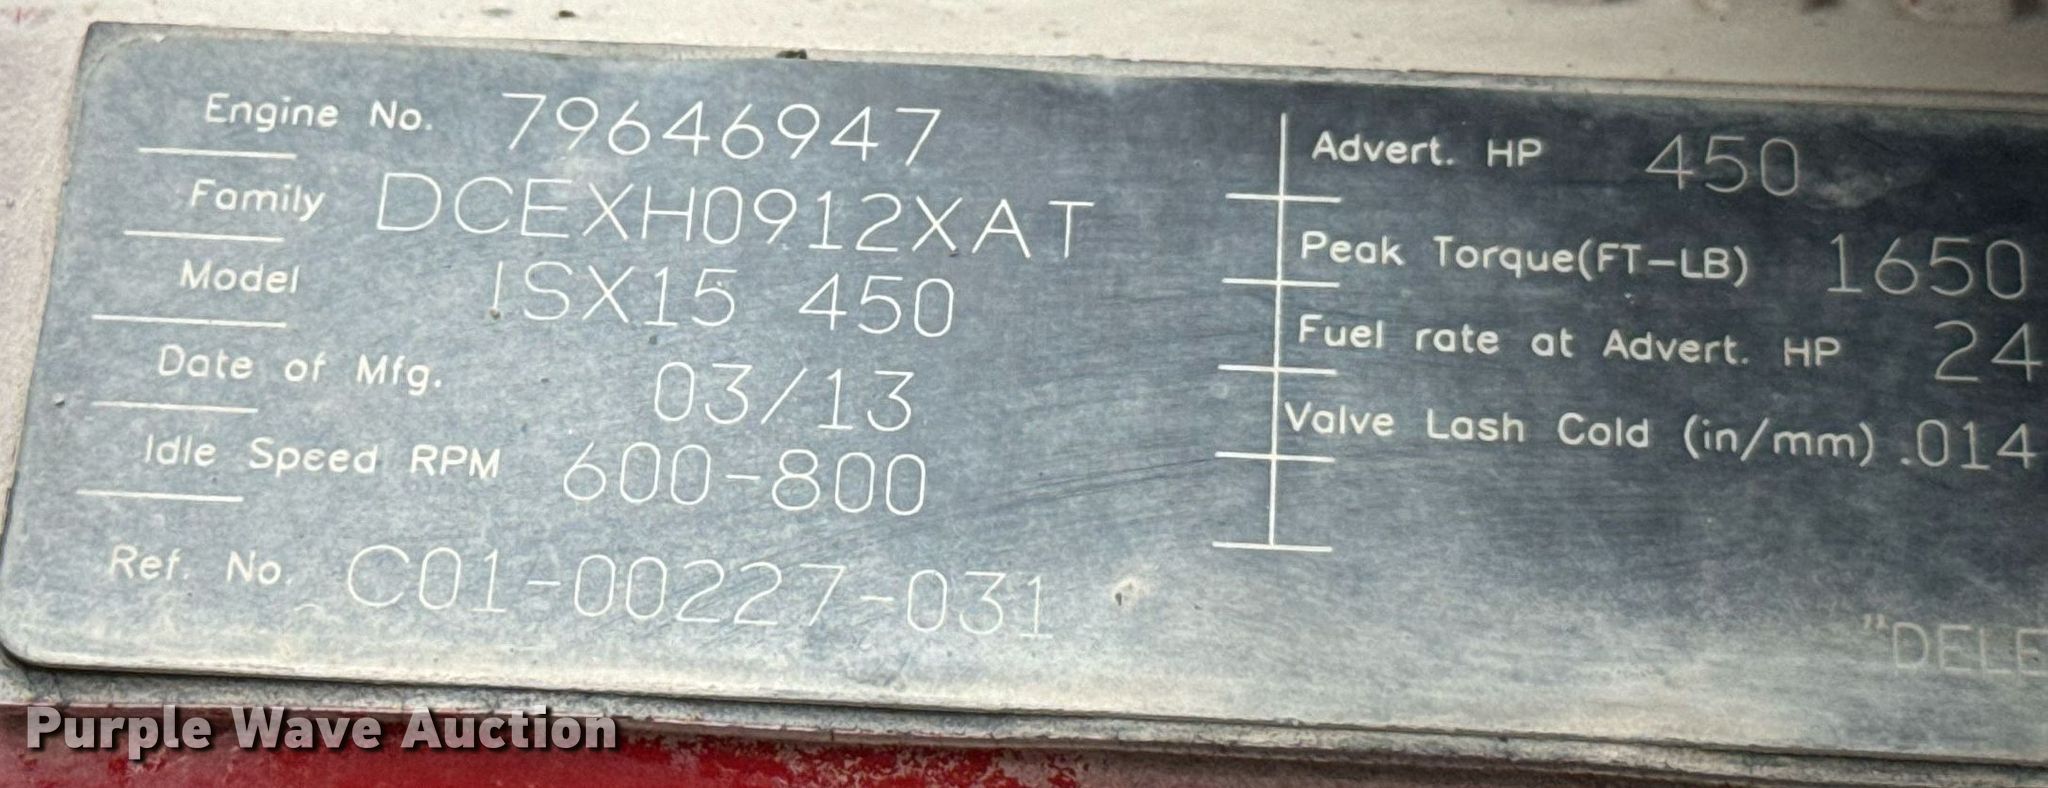 Engine No. 79646947
Family DCEXH0912XAT
Model ISX15 450
Date of Mfg. 03/13
Idle Speed RPM 600-800
Ref. No. C01-00227-031
Advert. HP 450
Peak Torque(FT-LB) 1650
Fuel rate at Advert. HP 24
Valve Lash Cold (in/mm) .014
"DELE
Purple Wave Auction